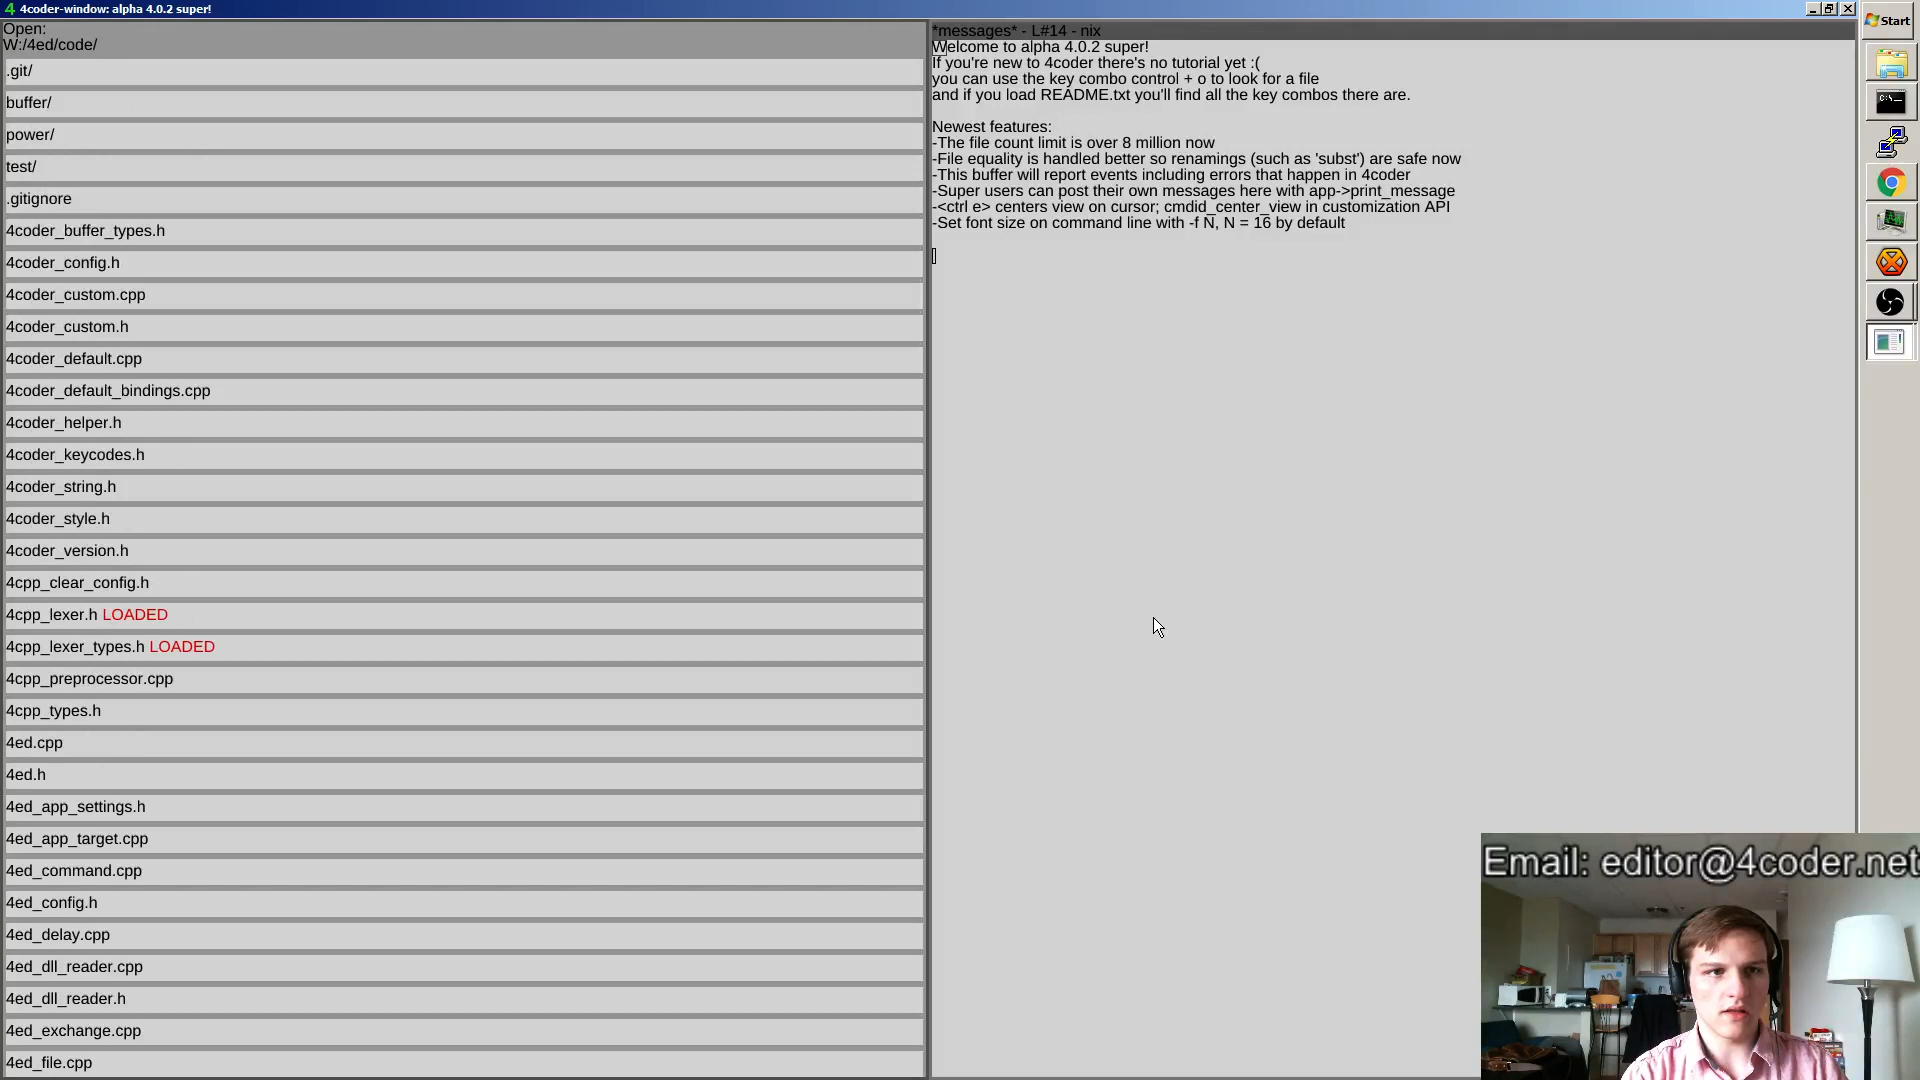 4 4coder-window: alpha 4.0.2 super!
Start
Open:
W:/4ed/code/
.git/
buffer/
power/
test/
.gitignore
4coder_buffer_types.h
4coder_config.h
4coder_custom.cpp
4coder_custom.h
4coder_default.cpp
4coder_default_bindings.cpp
4coder_helper.h
4coder_keycodes.h
4coder_string.h
4coder_style.h
4coder_version.h
4cpp_clear_config.h
4cpp_lexer.h LOADED
4cpp_lexer_types.h LOADED
4cpp_preprocessor.cpp
4cpp_types.h
4ed.cpp
4ed.h
4ed_app_settings.h
4ed_app_target.cpp
4ed_command.cpp
4ed_config.h
4ed_delay.cpp
4ed_dll_reader.cpp
4ed_dll_reader.h
4ed_exchange.cpp
4ed_file.cpp
*messages* - L#14 - nix
Welcome to alpha 4.0.2 super!
If you're new to 4coder there's no tutorial yet :(
you can use the key combo control + o to look for a file
and if you load README.txt you'll find all the key combos there are.
Newest features:
-The file count limit is over 8 million now
-File equality is handled better so renamings (such as 'subst') are safe now
-This buffer will report events including errors that happen in 4coder
-Super users can post their own messages here with app->print_message
-<ctrl e> centers view on cursor; cmdid_center_view in customization API
-Set font size on command line with -f N, N = 16 by default
Email: editor@4coder.net